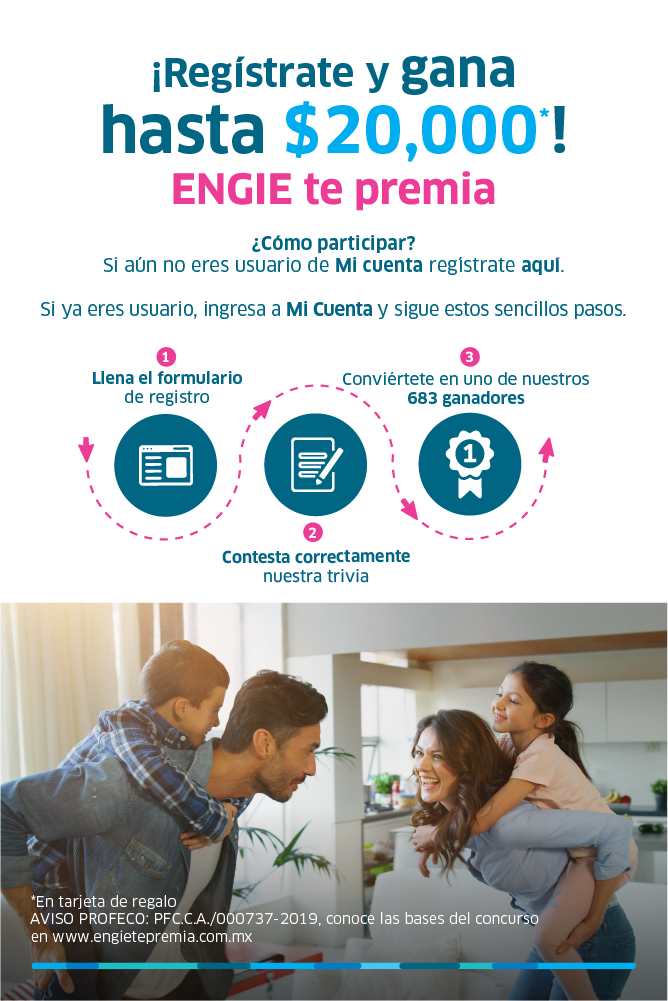 ¡Regístrate y gana
hasta $20,000*!
ENGIE te premia
¿Cómo participar?
Si aún no eres usuario de Mi cuenta regístrate aquí.
Si ya eres usuario, ingresa a Mi Cuenta y sigue estos sencillos pasos.
1
Llena el formulario
de registro
3
Conviértete en uno de nuestros
683 ganadores
1
2
Contesta correctamente
nuestra trivia
*En tarjeta de regalo
AVISO PROFECO: PFC.C.A./000737-2019, conoce las bases del concurso
en www.engietepremia.com.mx